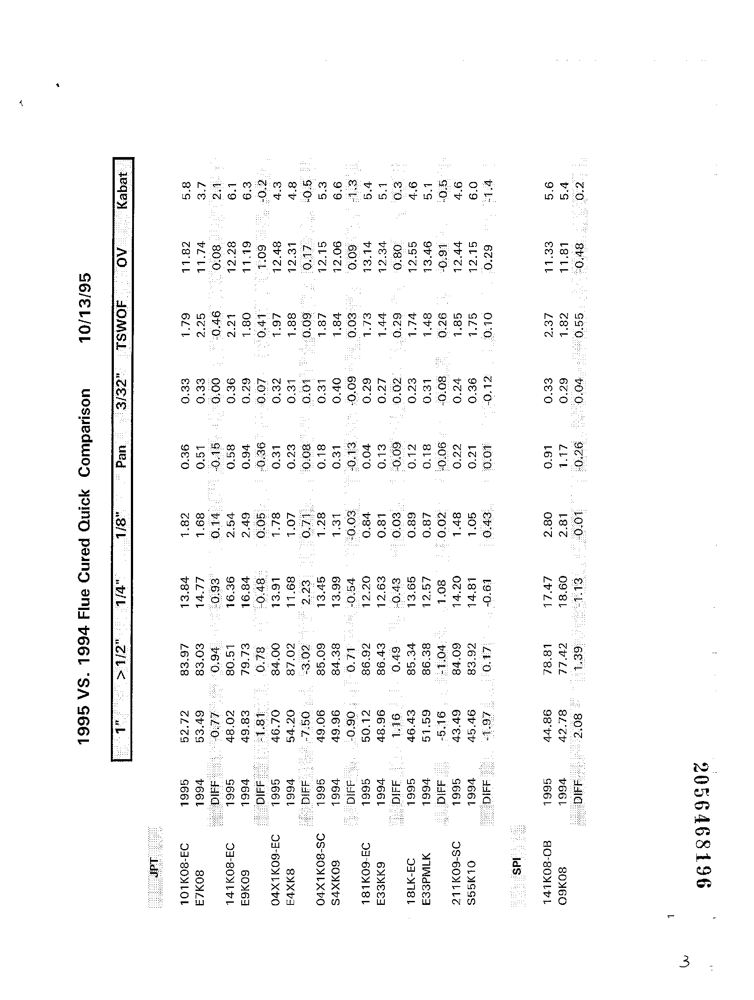 1995 VS. 1994 Flue Cured Quick Comparison 10/13/95
1" > 1/2" 1/4" 1/8" Pan 3/32" TSWOF OV Kabat
JPT
101K08-EC 1995 52.72 83.97 13.84 1.82 0.36 0.33 1.79 11.82 5.8
E7K08 1994 53.49 83.03 14.77 1.68 0.51 0.33 2.25 11.74 3.7
DIFF -0.77 0.94 -0.93 0.14 -0.15 0.00 -0.46 0.08 2.1
141K08-EC 1995 48.02 80.51 16.36 2.54 0.58 0.36 2.21 12.28 6.1
E9K09 1994 49.83 79.73 16.84 2.49 0.94 0.29 1.80 11.19 6.3
DIFF -1.81 0.78 -0.48 0.05 -0.36 0.07 0.41 1.09 -0.2
04X1K09-EC 1995 46.70 84.00 13.91 1.78 0.31 0.32 1.97 12.48 4.3
E4XK8 1994 54.20 87.02 11.68 1.07 0.23 0.31 1.88 12.31 4.8
DIFF -7.50 -3.02 2.23 0.71 0.08 0.01 0.09 0.17 -0.5
04X1K08-SC 1995 49.06 85.09 13.45 1.28 0.18 0.31 1.87 12.15 5.3
S4XK09 1994 49.96 84.38 13.99 1.31 0.31 0.40 1.84 12.06 6.6
DIFF -0.90 0.71 -0.54 -0.03 -0.13 -0.09 0.03 0.09 -1.3
181K09-EC 1995 50.12 86.92 12.20 0.84 0.04 0.29 1.73 13.14 5.4
E33KK9 1994 48.96 86.43 12.63 0.81 0.13 0.27 1.44 12.34 5.1
DIFF 1.16 0.49 -0.43 0.03 -0.09 0.02 0.29 0.80 0.3
18LK-EC 1995 46.43 85.34 13.65 0.89 0.12 0.23 1.74 12.55 4.6
E33PMLK 1994 51.59 86.38 12.57 0.87 0.18 0.31 1.48 13.46 5.1
DIFF -5.16 -1.04 1.08 0.02 -0.06 -0.08 0.26 -0.91 -0.5
211K09-SC 1995 43.49 84.09 14.20 1.48 0.22 0.24 1.85 12.44 4.6
S55K10 1994 45.46 83.92 14.81 1.05 0.21 0.36 1.75 12.15 6.0
DIFF -1.97 0.17 -0.61 0.43 0.01 -0.12 0.10 0.29 -1.4
SPI
141K08-OB 1995 44.86 78.81 17.47 2.80 0.91 0.33 2.37 11.33 5.6
O9K08 1994 42.78 77.42 18.60 2.81 1.17 0.29 1.82 11.81 5.4
DIFF 2.08 1.39 -1.13 -0.01 -0.26 0.04 0.55 -0.48 0.2
2056468196
3